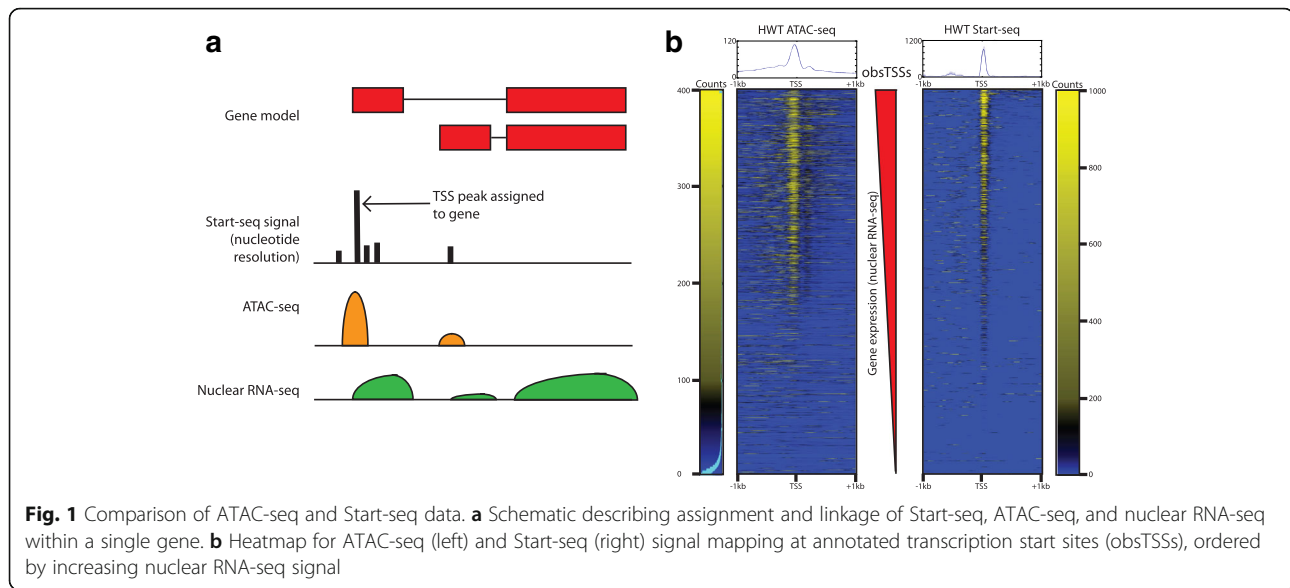 a
Gene model
TSS peak assigned
to gene
Start-seq signal
(nucleotide
resolution)
ATAC-seq
Nuclear RNA-seq
b
HWT ATAC-seq
120
0
-1kb TSS +1kb
obsTSSs
HWT Start-seq
1200
0
-1kb TSS +1kb
Counts
400
300
200
100
0
-1kb TSS +1kb
Gene expression (nuclear RNA-seq)
-1kb TSS +1kb
Counts
1000
800
600
400
200
0
Fig. 1 Comparison of ATAC-seq and Start-seq data. a Schematic describing assignment and linkage of Start-seq, ATAC-seq, and nuclear RNA-seq
within a single gene. b Heatmap for ATAC-seq (left) and Start-seq (right) signal mapping at annotated transcription start sites (obsTSSs), ordered
by increasing nuclear RNA-seq signal